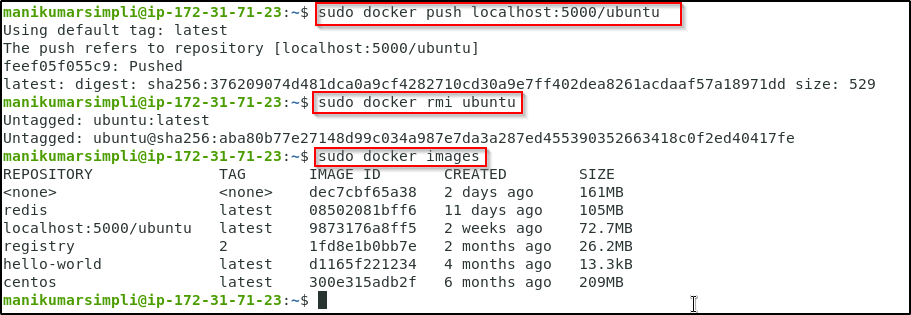 manikumarsimpli@ip-172-31-71-23:~$ sudo docker push localhost:5000/ubuntu
Using default tag: latest
The push refers to repository [localhost:5000/ubuntu]
feef05f055c9: Pushed
latest: digest: sha256:376209074d481dca0a9cf4282710cd30a9e7ff402dea8261acdaaf57a18971dd size: 529
manikumarsimpli@ip-172-31-71-23:~$ sudo docker rmi ubuntu
Untagged: ubuntu:latest
Untagged: ubuntu@sha256:aba80b77e27148d99c034a987e7da3a287ed455390352663418c0f2ed40417fe
manikumarsimpli@ip-172-31-71-23:~$ sudo docker images
REPOSITORY TAG IMAGE ID CREATED SIZE
<none> <none> dec7cbf65a38 2 days ago 161MB
redis latest 08502081bff6 11 days ago 105MB
localhost:5000/ubuntu latest 9873176a8ff5 2 weeks ago 72.7MB
registry 2 1fd8e1b0bb7e 2 months ago 26.2MB
hello-world latest d1165f221234 4 months ago 13.3kB
centos latest 300e315adb2f 6 months ago 209MB
manikumarsimpli@ip-172-31-71-23:~$